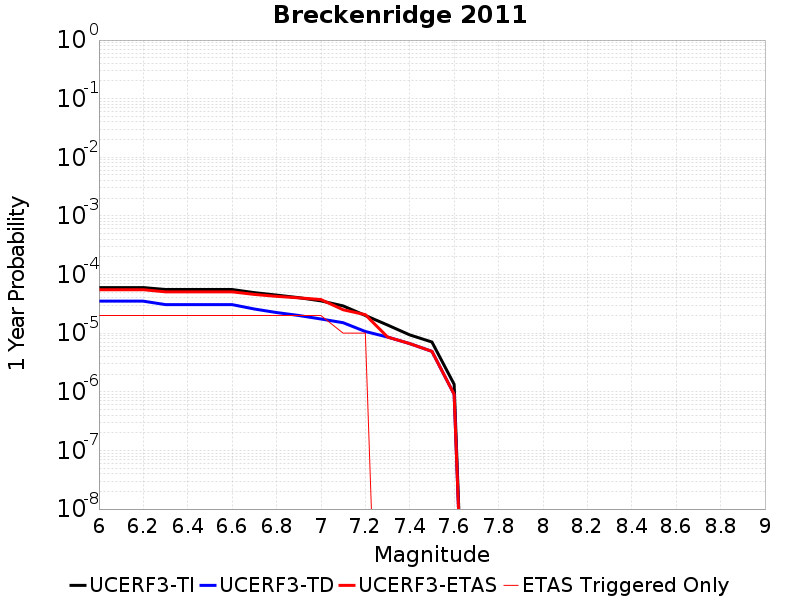 Breckenridge 2011
1 Year Probability
10^0
10^-1
10^-2
10^-3
10^-4
10^-5
10^-6
10^-7
10^-8
6 6.2 6.4 6.6 6.8 7 7.2 7.4 7.6 7.8 8 8.2 8.4 8.6 8.8 9
Magnitude
UCERF3-TI UCERF3-TD UCERF3-ETAS ETAS Triggered Only